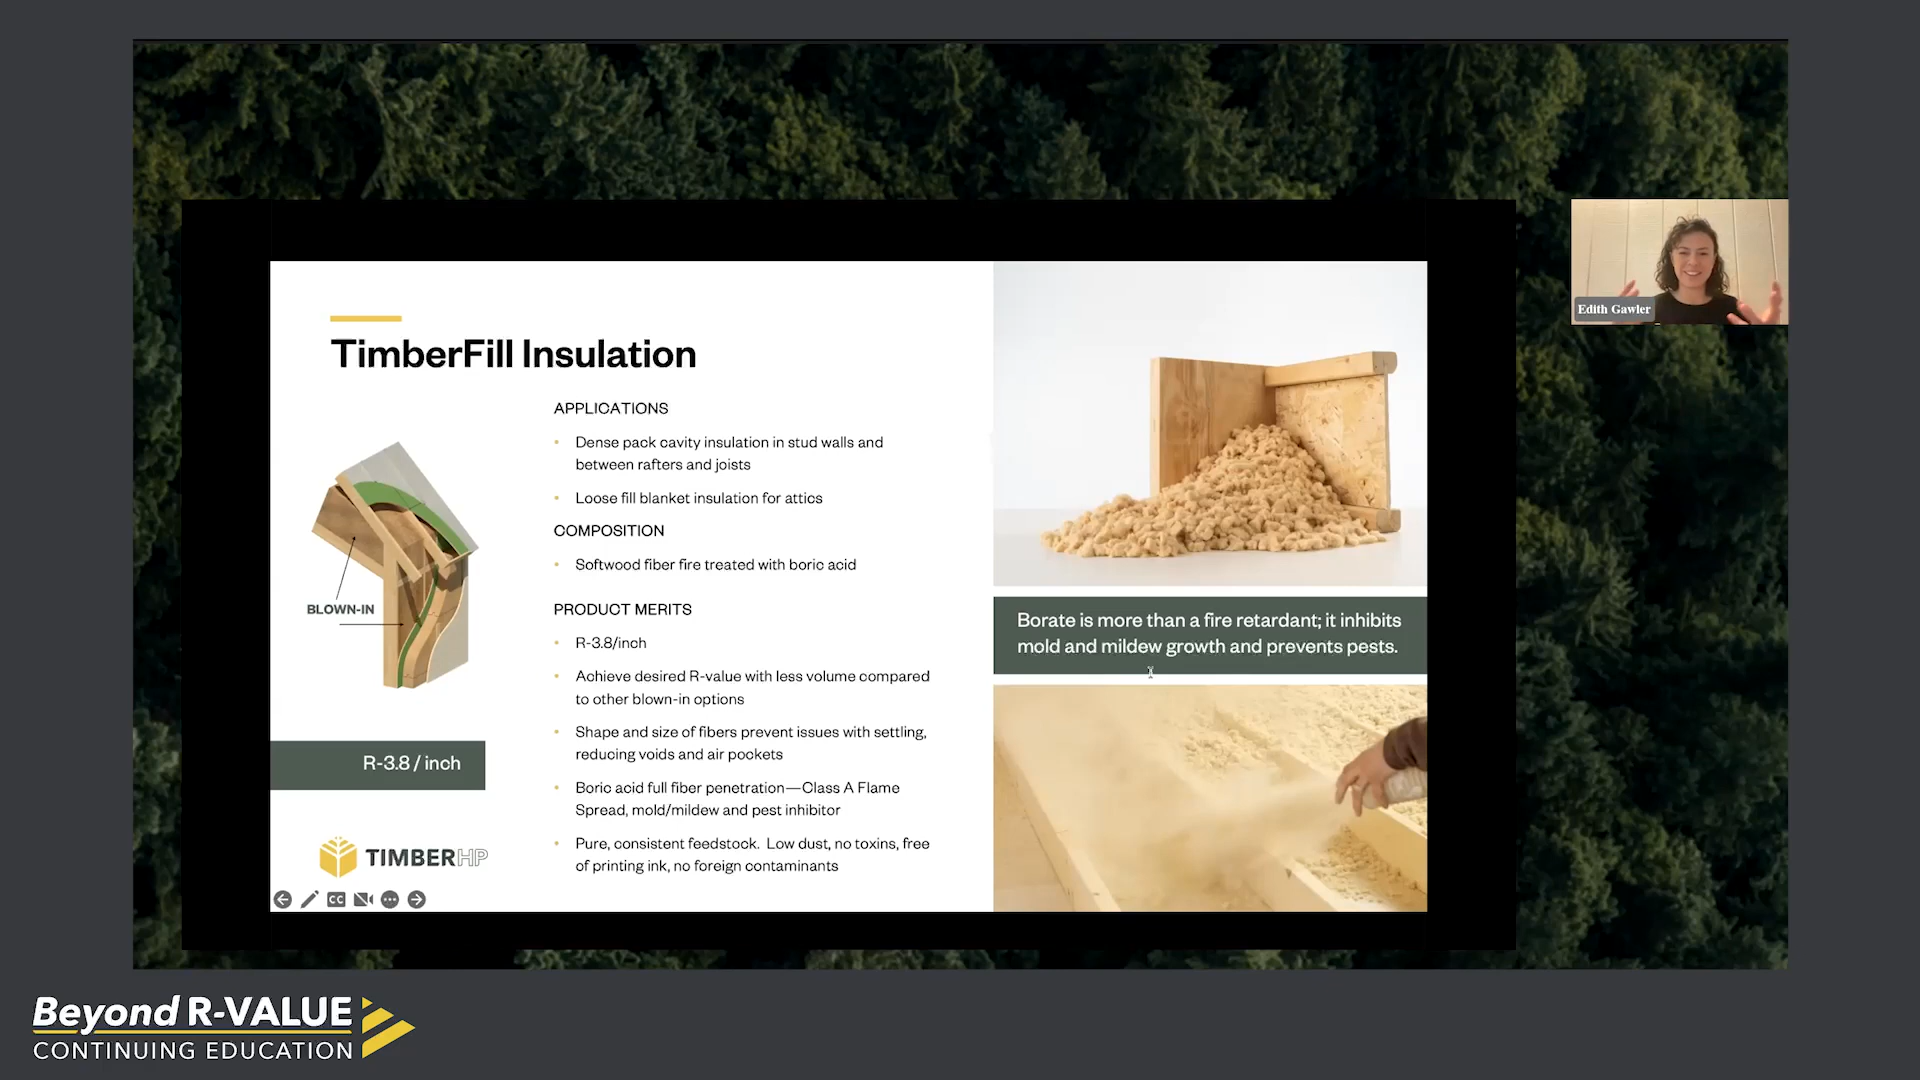 TimberFill Insulation
APPLICATIONS
• Dense pack cavity insulation in stud walls and
between rafters and joists
• Loose fill blanket insulation for attics
COMPOSITION
• Softwood fiber fire treated with boric acid
PRODUCT MERITS
• R-3.8/inch
• Achieve desired R-value with less volume compared
to other blown-in options
• Shape and size of fibers prevent issues with settling,
reducing voids and air pockets
• Boric acid full fiber penetration—Class A Flame
Spread, mold/mildew and pest inhibitor
• Pure, consistent feedstock. Low dust, no toxins, free
of printing ink, no foreign contaminants
BLOWN-IN
R-3.8 / inch
TIMBERHP
CC
Borate is more than a fire retardant; it inhibits
mold and mildew growth and prevents pests.
Edith Gawler
Beyond R-VALUE
CONTINUING EDUCATION